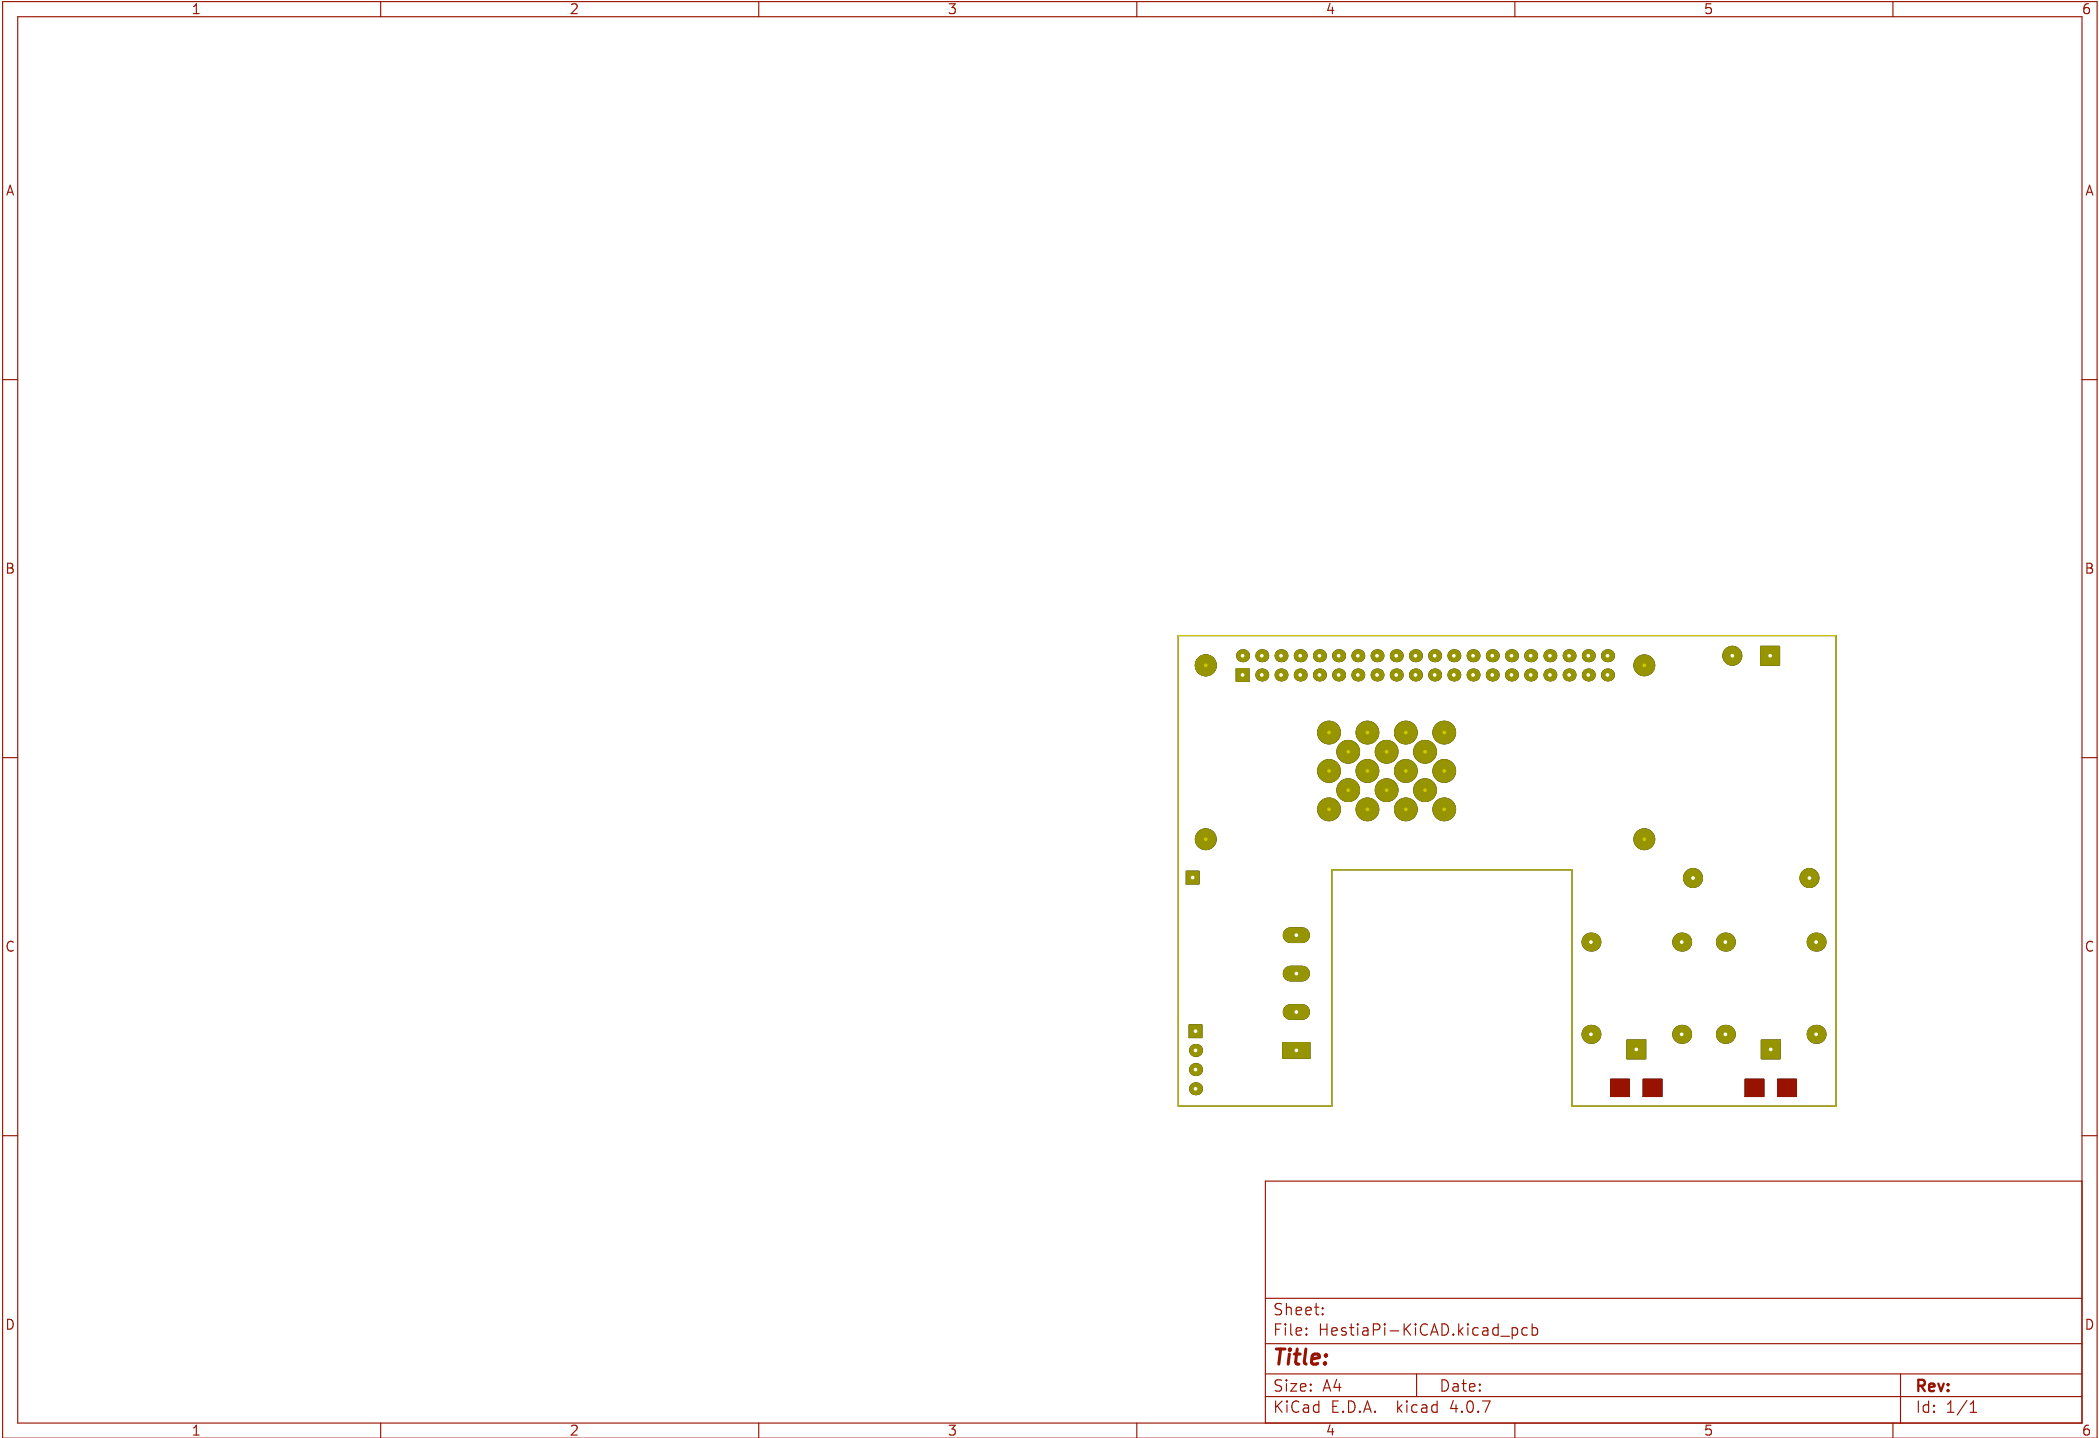 1 2 3 4 5 6
A A
B B
C C
D D
Sheet:
File: HestiaPi-KiCAD.kicad_pcb
Title:
Size: A4 Date: Rev:
KiCad E.D.A. kicad 4.0.7 Id: 1/1
1 2 3 4 5 6